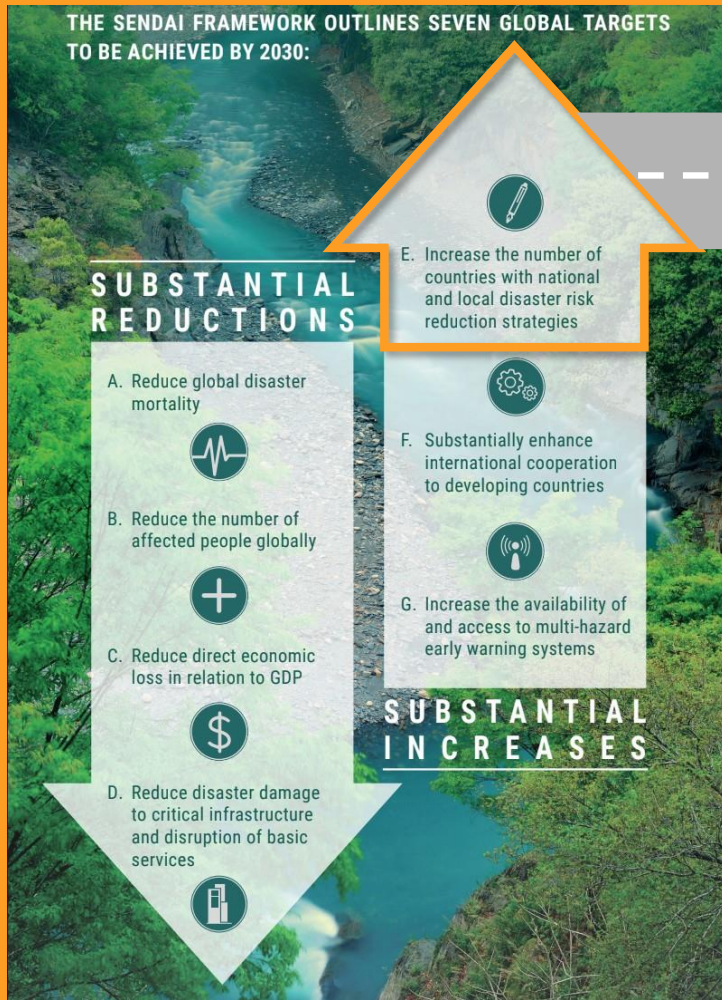 THE SENDAI FRAMEWORK OUTLINES SEVEN GLOBAL TARGETS
TO BE ACHIEVED BY 2030:
SUBSTANTIAL
REDUCTIONS
A. Reduce global disaster
mortality
B. Reduce the number of
affected people globally
C. Reduce direct economic
loss in relation to GDP
$
D. Reduce disaster damage
to critical infrastructure
and disruption of basic
services
E. Increase the number of
countries with national
and local disaster risk
reduction strategies
F. Substantially enhance
international cooperation
to developing countries
G. Increase the availability of
and access to multi-hazard
early warning systems
SUBSTANTIAL
INCREASES